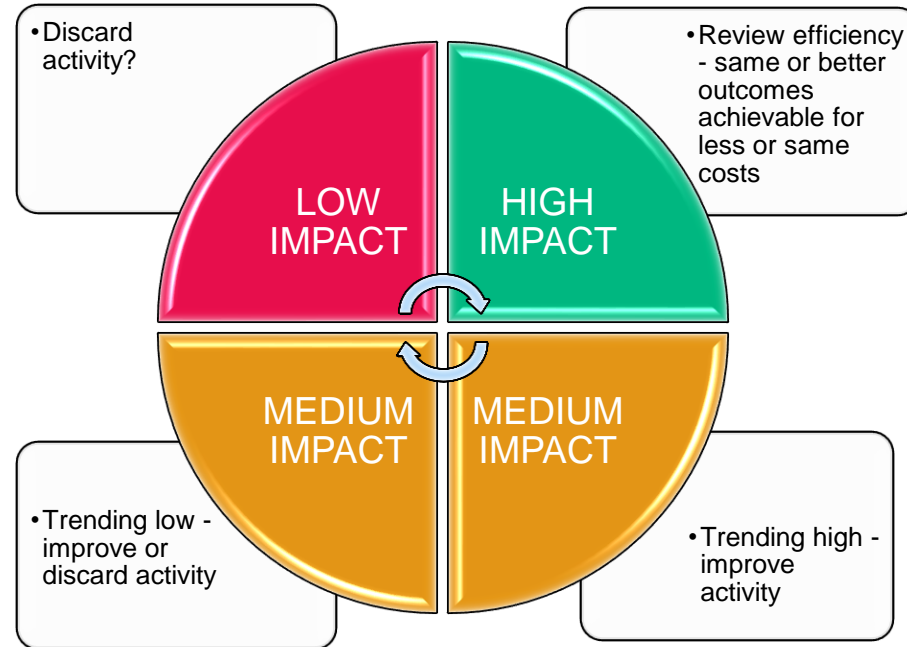 •Discard
activity?
•Review efficiency
- same or better
outcomes
achievable for
less or same
costs
LOW
IMPACT
HIGH
IMPACT
MEDIUM
IMPACT
MEDIUM
IMPACT
•Trending low -
improve or
discard activity
•Trending high -
improve
activity